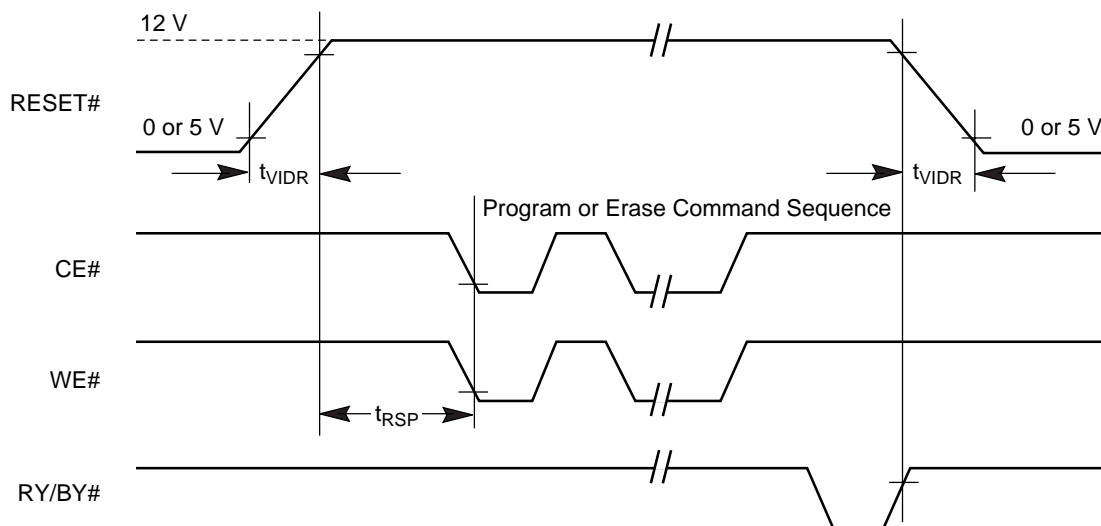 12 V
RESET#
0 or 5 V
0 or 5 V
tVIDR
tVIDR
Program or Erase Command Sequence
CE#
WE#
tRSP
RY/BY#